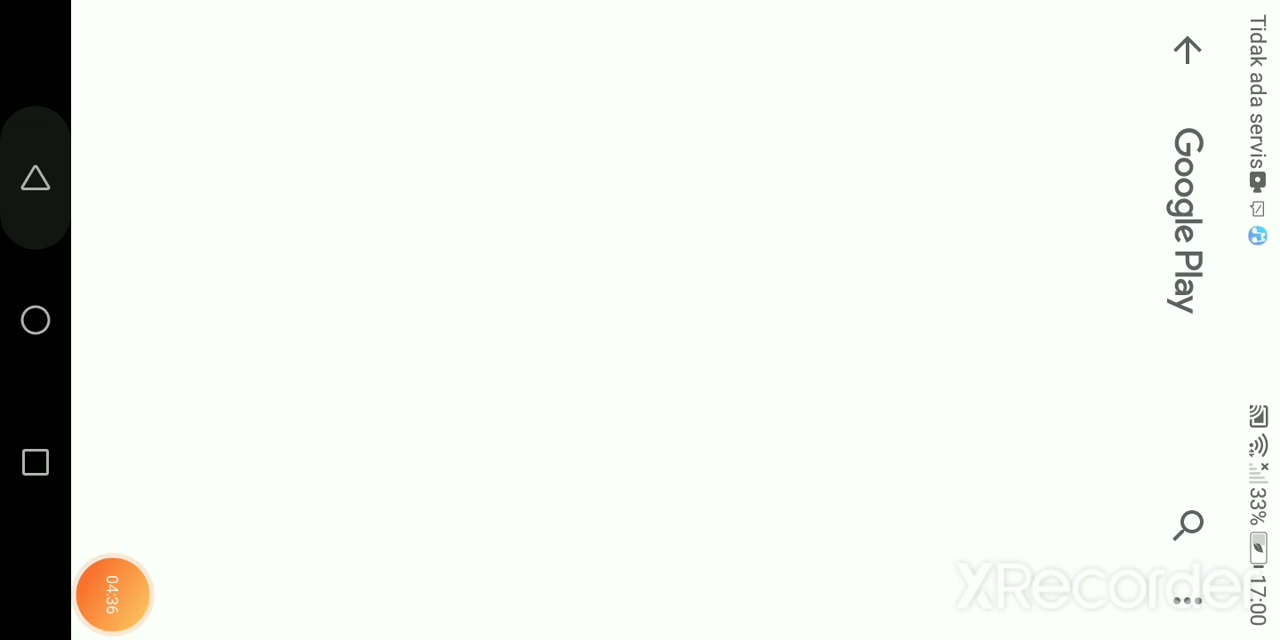 Tidak ada servis
33%
17:00
Google Play
XRecorder
04:36